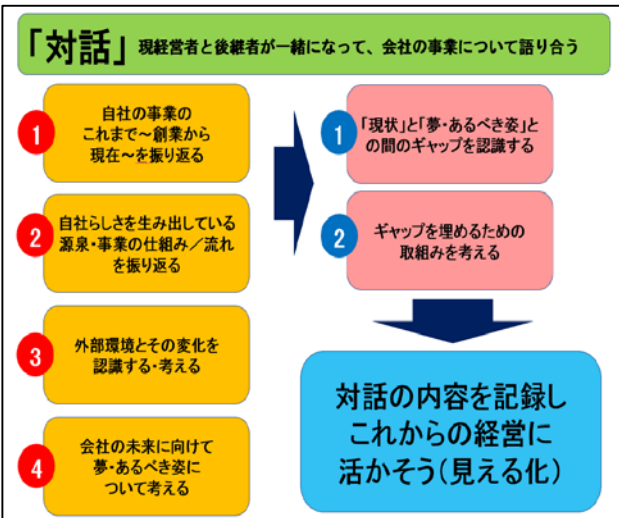 「対話」 現経営者と後継者が一緒になって、会社の事業について語り合う
1
自社の事業の
これまで～創業から
現在～を振り返る
2
自社らしさを生み出している
源泉・事業の仕組み／流れ
を振り返る
3
外部環境とその変化を
認識する・考える
4
会社の未来に向けて
夢・あるべき姿に
ついて考える
1
「現状」と「夢・あるべき姿」と
の間のギャップを認識する
2
ギャップを埋めるための
取組みを考える
対話の内容を記録し
これからの経営に
活かそう（見える化）